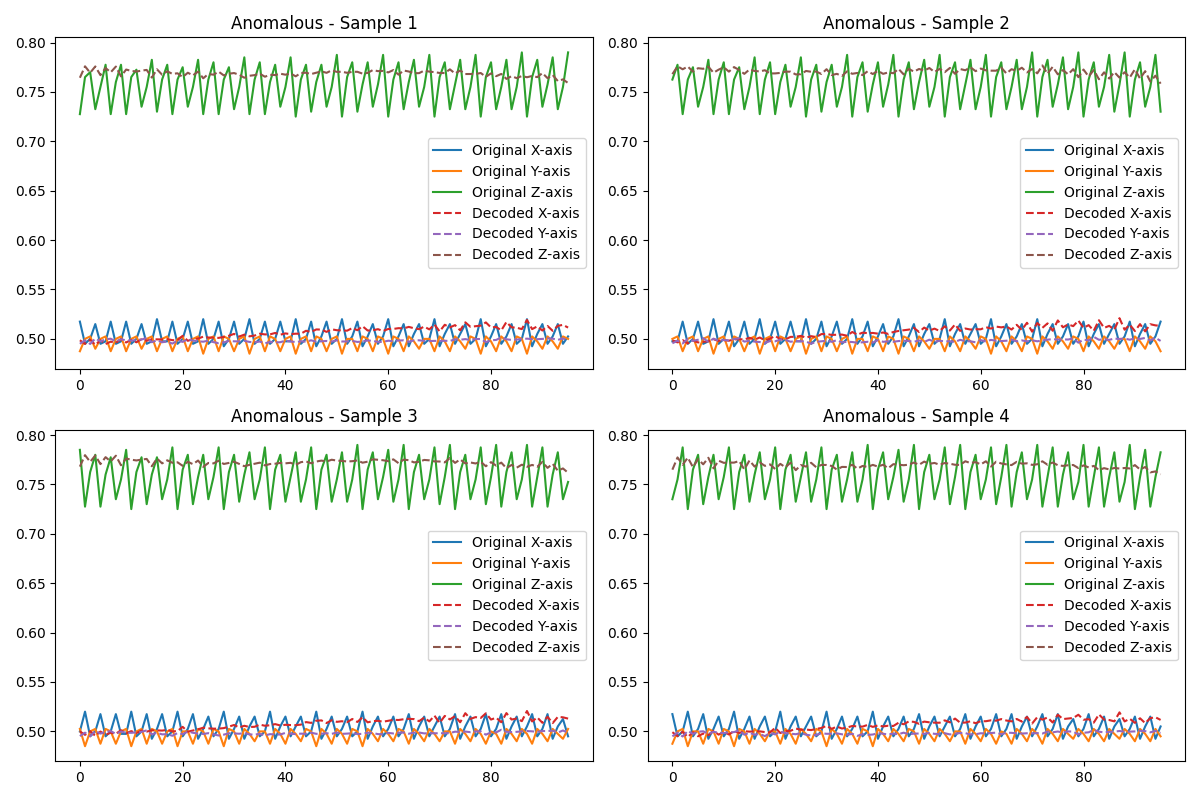 Anomalous - Sample 1
0.80
0.75
0.70
0.65
0.60
0.55
0.50
0
20
40
60
80
Original X-axis
Original Y-axis
Original Z-axis
Decoded X-axis
Decoded Y-axis
Decoded Z-axis
Anomalous - Sample 2
0.80
0.75
0.70
0.65
0.60
0.55
0.50
0
20
40
60
80
Original X-axis
Original Y-axis
Original Z-axis
Decoded X-axis
Decoded Y-axis
Decoded Z-axis
Anomalous - Sample 3
0.80
0.75
0.70
0.65
0.60
0.55
0.50
0
20
40
60
80
Original X-axis
Original Y-axis
Original Z-axis
Decoded X-axis
Decoded Y-axis
Decoded Z-axis
Anomalous - Sample 4
0.80
0.75
0.70
0.65
0.60
0.55
0.50
0
20
40
60
80
Original X-axis
Original Y-axis
Original Z-axis
Decoded X-axis
Decoded Y-axis
Decoded Z-axis